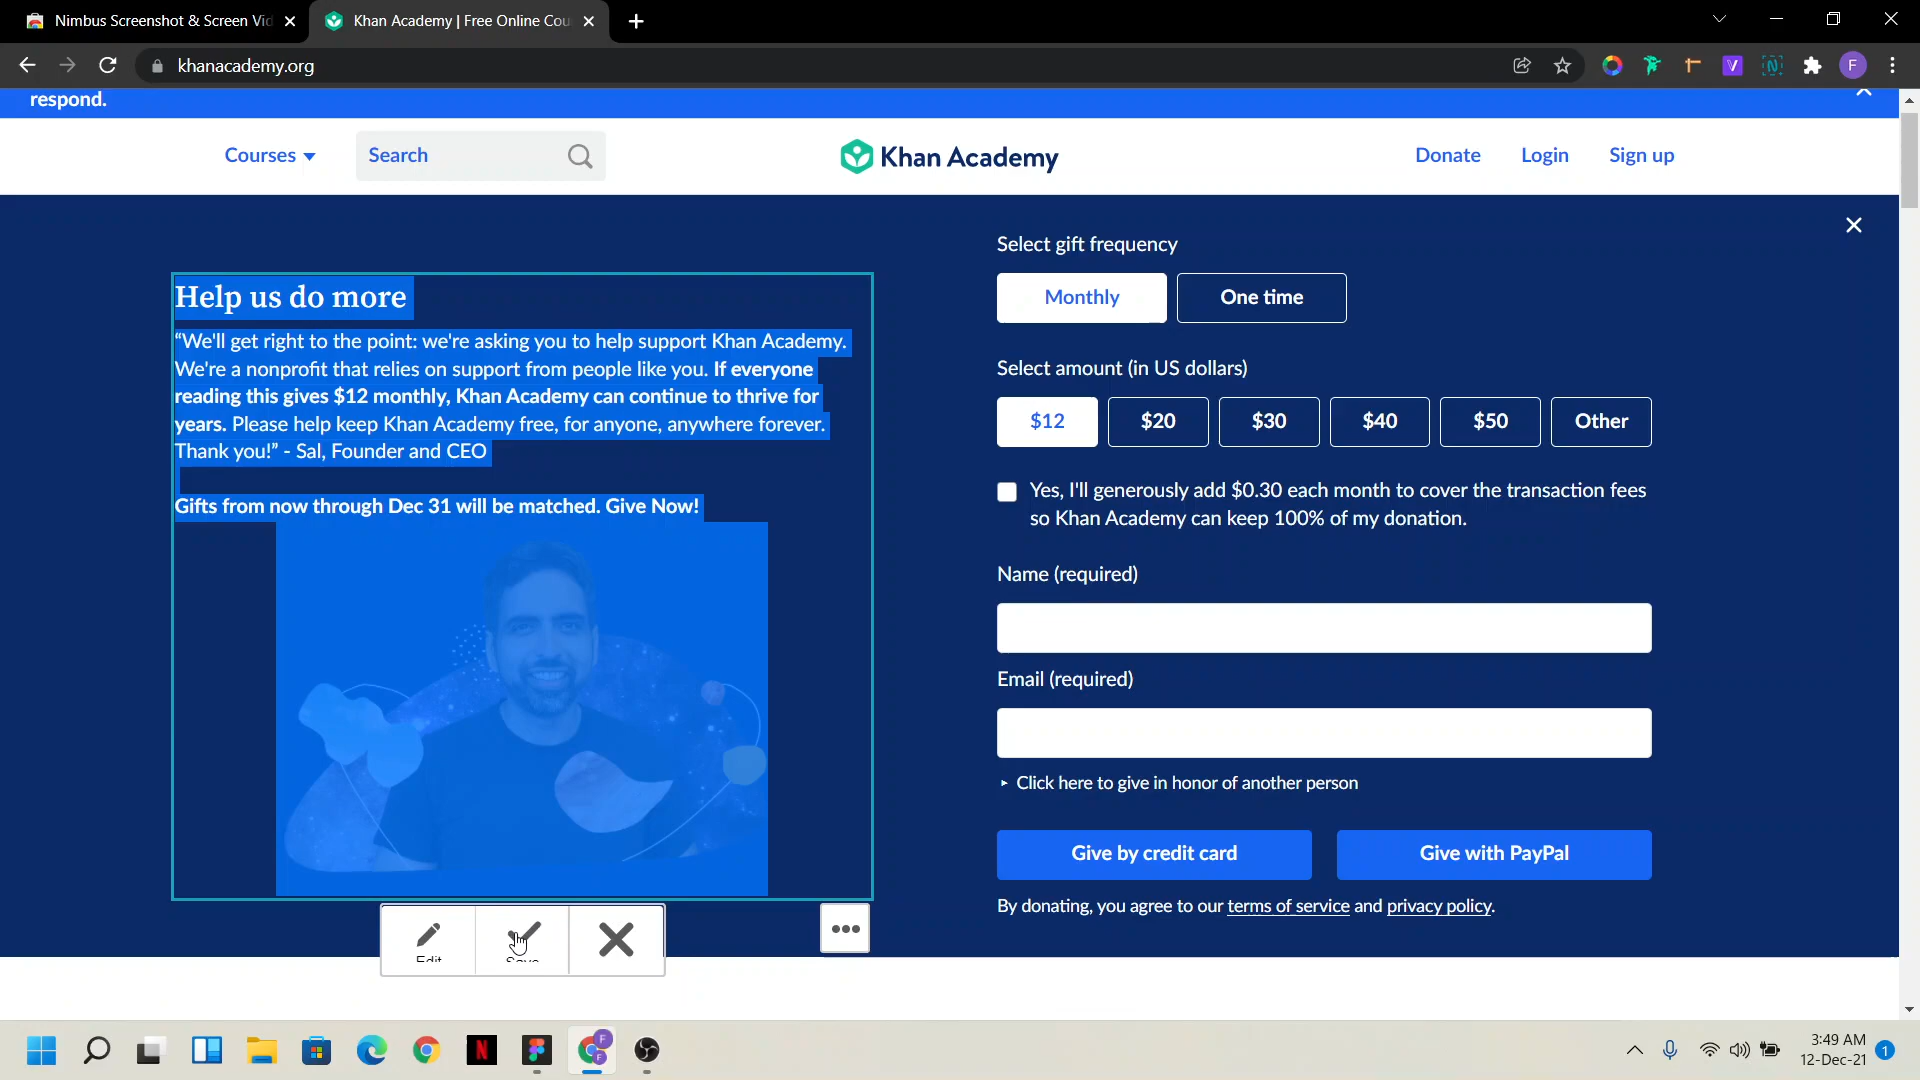 Nimbus Screenshot & Screen Vid
Khan Academy | Free Online Cou
khanacademy.org
F
respond.
Courses
Search
Khan Academy
Donate
Login
Sign up
Help us do more
“We'll get right to the point: we're asking you to help support Khan Academy.
We're a nonprofit that relies on support from people like you. If everyone
reading this gives $12 monthly, Khan Academy can continue to thrive for
years. Please help keep Khan Academy free, for anyone, anywhere forever.
Thank you!” - Sal, Founder and CEO
Gifts from now through Dec 31 will be matched. Give Now!
Edit
Save
Select gift frequency
Monthly
One time
Select amount (in US dollars)
$12
$20
$30
$40
$50
Other
Yes, I'll generously add $0.30 each month to cover the transaction fees
so Khan Academy can keep 100% of my donation.
Name (required)
Email (required)
Click here to give in honor of another person
Give by credit card
Give with PayPal
By donating, you agree to our terms of service and privacy policy.
3:49 AM
12-Dec-21
1